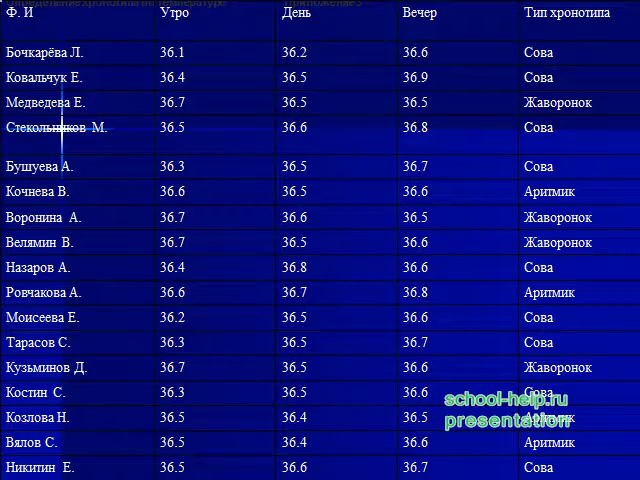 Определение хронотипа по температуре Приложение 3
Ф. И Утро День Вечер Тип хронотипа
Бочкарёва Л. 36.1 36.2 36.6 Сова
Ковальчук Е. 36.4 36.5 36.9 Сова
Медведева Е. 36.7 36.5 36.5 Жаворонок
Стекольников М. 36.5 36.6 36.8 Сова
Бушуева А. 36.3 36.5 36.7 Сова
Кочнева В. 36.6 36.5 36.6 Аритмик
Воронина А. 36.7 36.6 36.5 Жаворонок
Велямин В. 36.7 36.5 36.6 Жаворонок
Назаров А. 36.4 36.8 36.6 Сова
Ровчакова А. 36.6 36.7 36.8 Аритмик
Моисеева Е. 36.2 36.5 36.6 Сова
Тарасов С. 36.3 36.5 36.7 Сова
Кузьминов Д. 36.7 36.5 36.6 Жаворонок
Костин С. 36.3 36.5 36.6 Сова
school-help.ru
Козлова Н. 36.5 36.4 36.5 Аритмик
presentation
Вялов С. 36.5 36.4 36.6 Аритмик
Никитин Е. 36.5 36.6 36.7 Сова